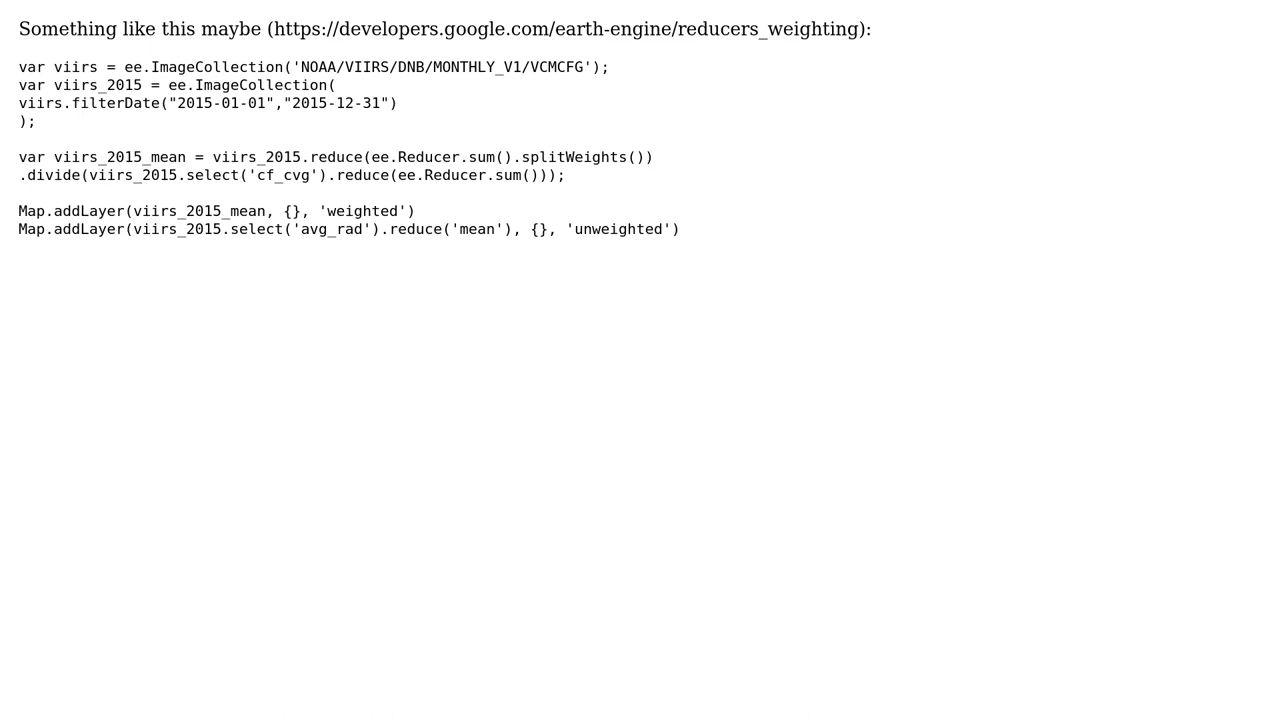 Something like this maybe (https://developers.google.com/earth-engine/reducers_weighting):
var viirs = ee.ImageCollection('NOAA/VIIRS/DNB/MONTHLY_V1/VCMCFG');
var viirs_2015 = ee.ImageCollection(
viirs.filterDate("2015-01-01","2015-12-31")
);
var viirs_2015_mean = viirs_2015.reduce(ee.Reducer.sum().splitWeights())
.divide(viirs_2015.select('cf_cvg').reduce(ee.Reducer.sum()));
Map.addLayer(viirs_2015_mean, {}, 'weighted')
Map.addLayer(viirs_2015.select('avg_rad').reduce('mean'), {}, 'unweighted')